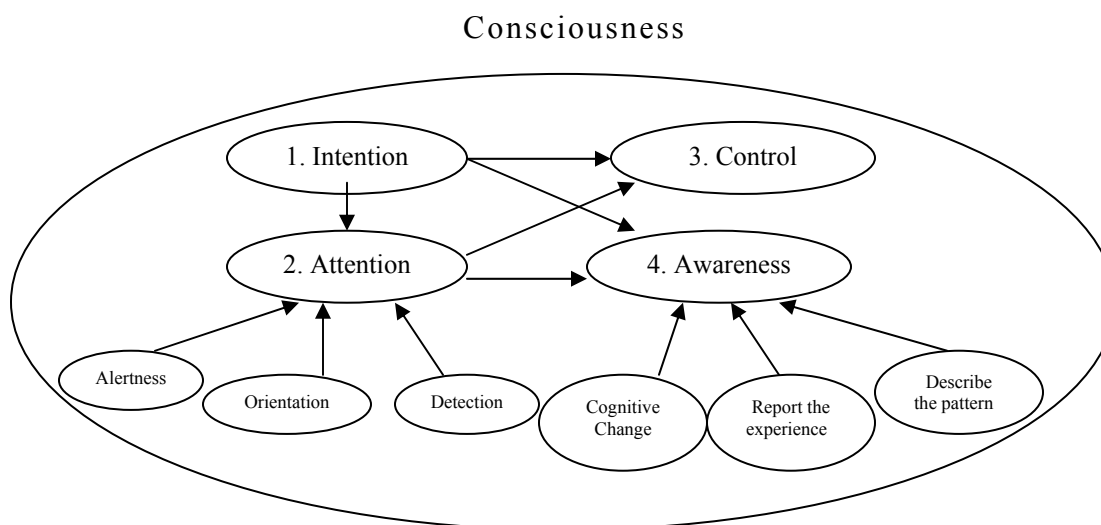 Consciousness
1. Intention
3. Control
2. Attention
4. Awareness
Alertness
Orientation
Detection
Cognitive
Change
Report the
experience
Describe
the pattern